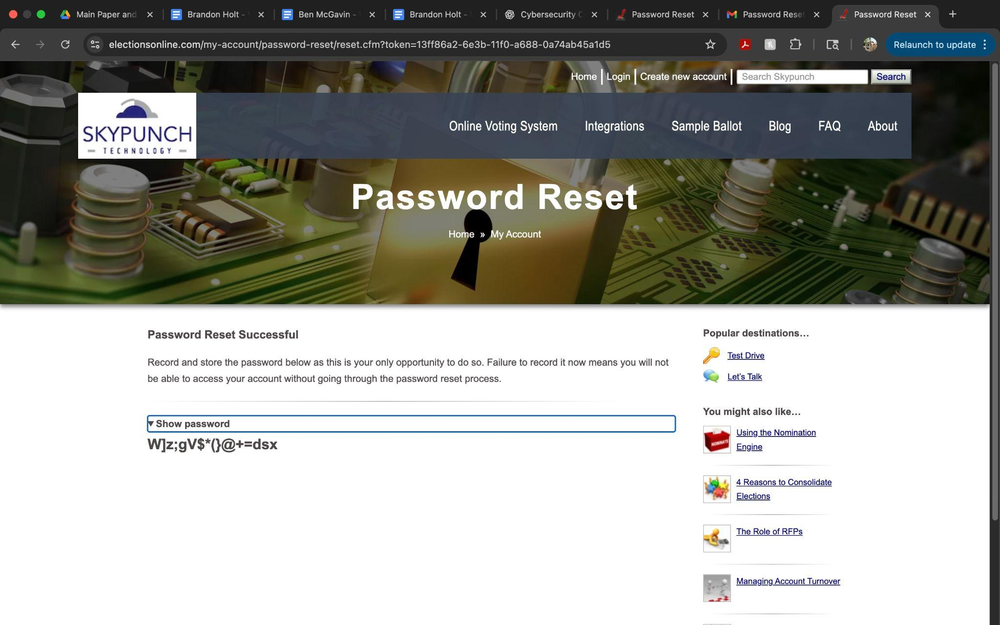 Main Paper and
Brandon Holt -
Ben McGavin -
Brandon Holt -
Cybersecurity C
Password Reset
Password Reset
Password Reset
electionsonline.com/my-account/password-reset/reset.cfm?token=13ff86a2-6e3b-11f0-a688-0a74ab45a1d5
Relaunch to update
Home | Login | Create new account | Search Skypunch Search
SKYPUNCH
TECHNOLOGY
Online Voting System Integrations Sample Ballot Blog FAQ About
Password Reset
Home » My Account
Password Reset Successful
Record and store the password below as this is your only opportunity to do so. Failure to record it now means you will not
be able to access your account without going through the password reset process.
▼ Show password
W]z;gV$*(}@+=dsx
Popular destinations…
Test Drive
Let’s Talk
You might also like…
NOMINATE
Using the Nomination
Engine
4 Reasons to Consolidate
Elections
The Role of RFPs
Managing Account Turnover